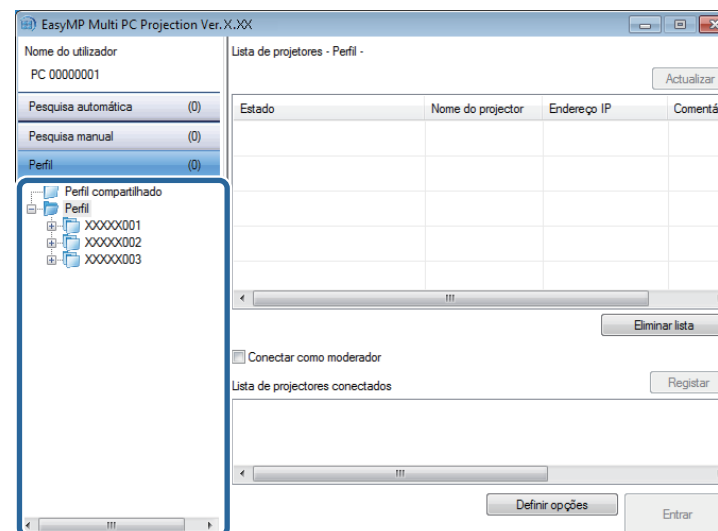 EasyMP Multi PC Projection Ver.X.XX
Nome do utilizador
PC 00000001
Pesquisa automática (0)
Pesquisa manual (0)
Perfil (0)
Perfil compartilhado
Perfil
XXXXX001
XXXXX002
XXXXX003
Lista de projetores - Perfil -
Actualizar
Estado Nome do projector Endereço IP Comentá
Eliminar lista
Conectar como moderador
Lista de projectores conectados
Registar
Definir opções
Entrar